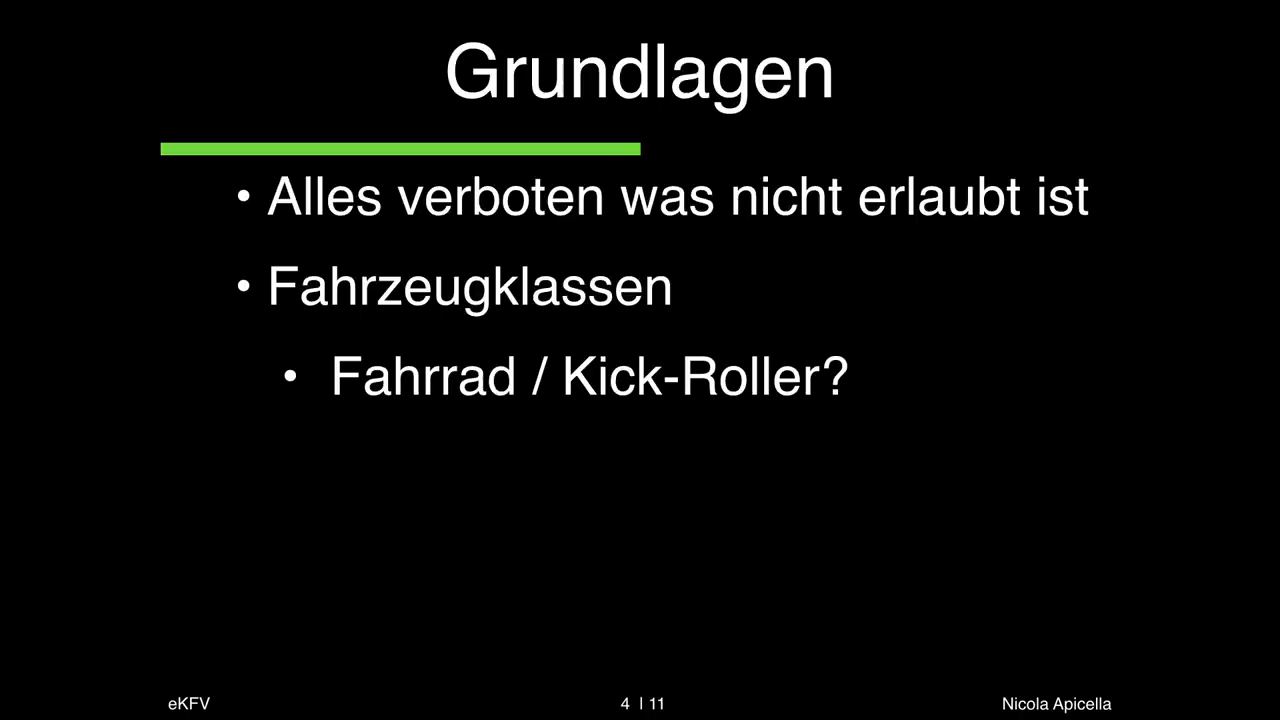 Grundlagen
• Alles verboten was nicht erlaubt ist
• Fahrzeugklassen
• Fahrrad / Kick-Roller?
eKFV
4 | 11
Nicola Apicella